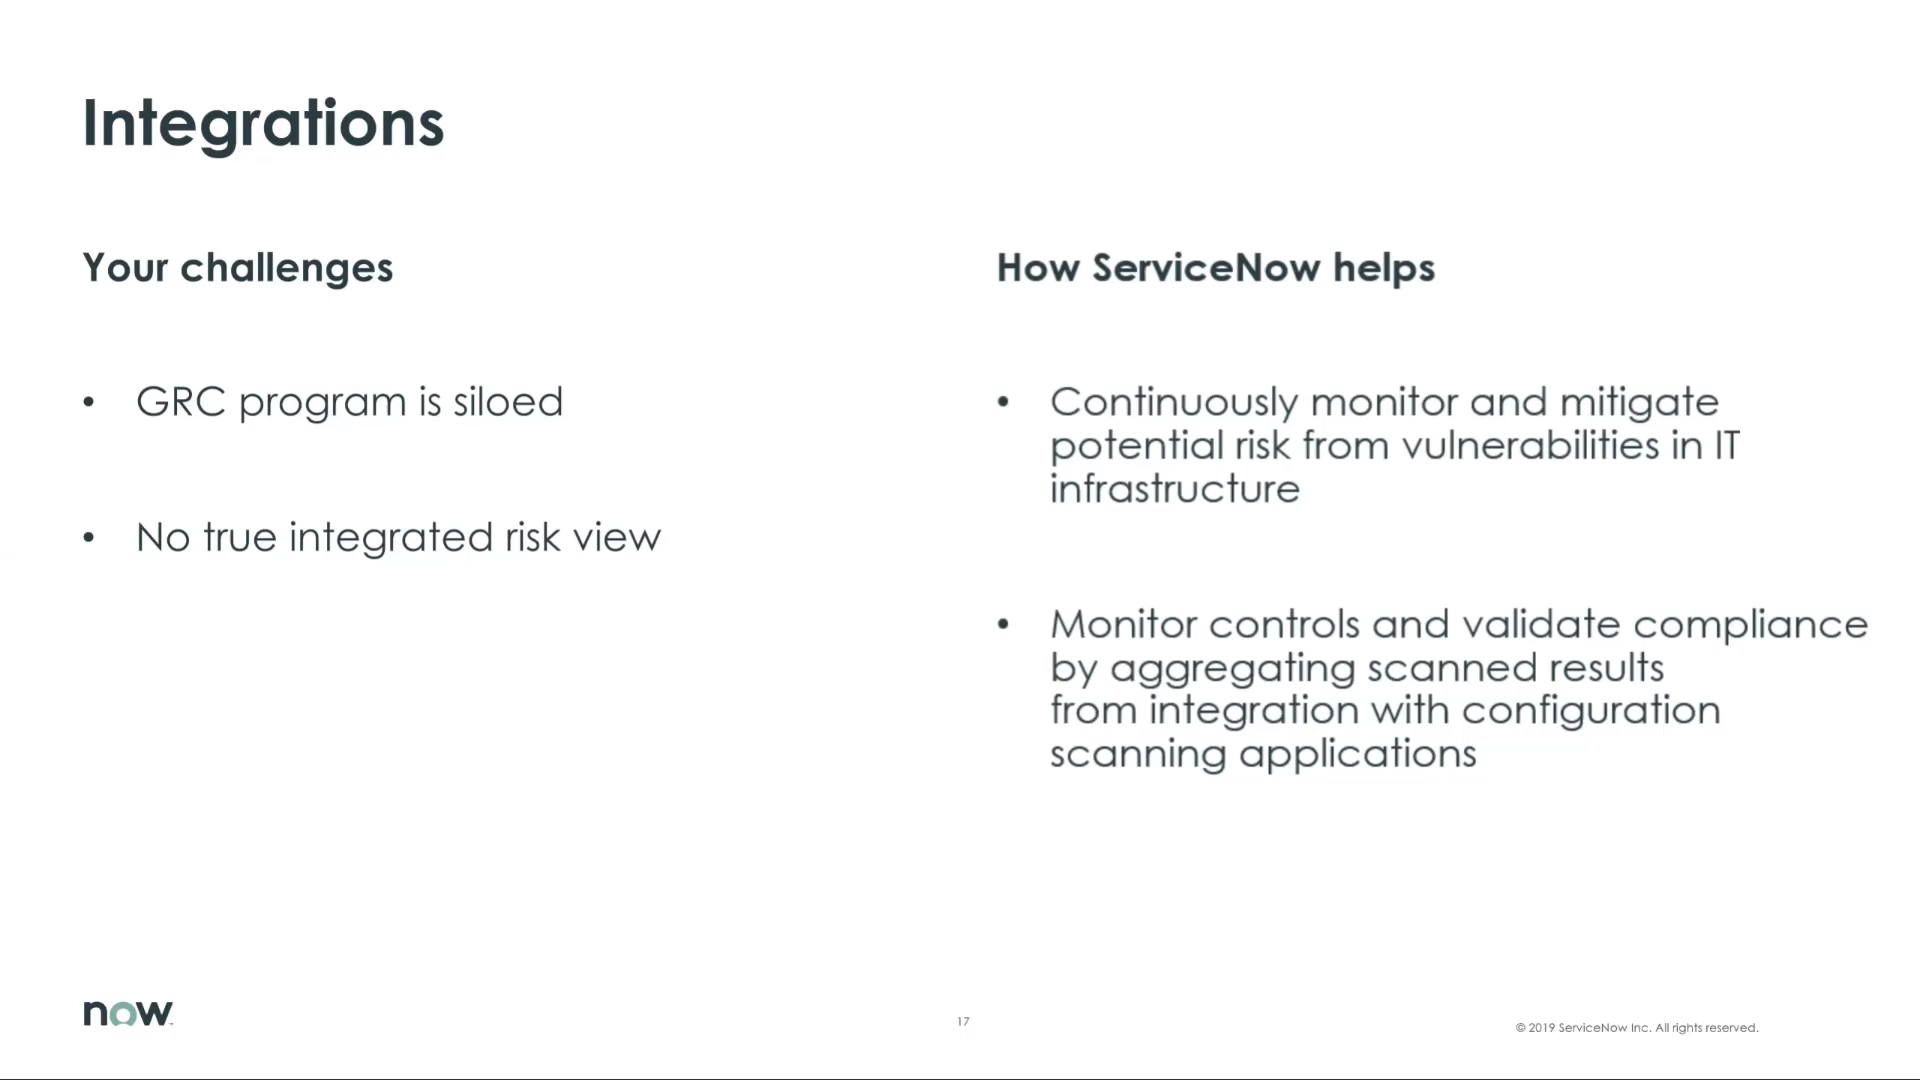 Integrations
Your challenges
• GRC program is siloed
• No true integrated risk view
How ServiceNow helps
• Continuously monitor and mitigate
potential risk from vulnerabilities in IT
infrastructure
• Monitor controls and validate compliance
by aggregating scanned results
from integration with configuration
scanning applications
now
17
© 2019 ServiceNow Inc. All rights reserved.